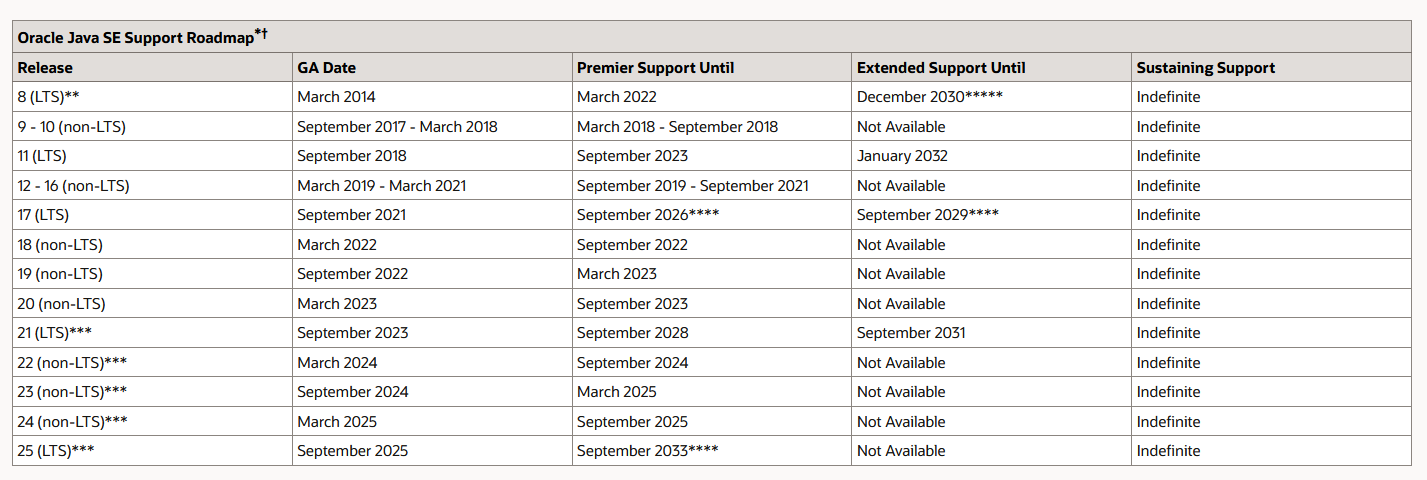 Oracle Java SE Support Roadmap*†
Release GA Date Premier Support Until Extended Support Until Sustaining Support
8 (LTS)** March 2014 March 2022 December 2030***** Indefinite
9 - 10 (non-LTS) September 2017 - March 2018 March 2018 - September 2018 Not Available Indefinite
11 (LTS) September 2018 September 2023 January 2032 Indefinite
12 - 16 (non-LTS) March 2019 - March 2021 September 2019 - September 2021 Not Available Indefinite
17 (LTS) September 2021 September 2026**** September 2029**** Indefinite
18 (non-LTS) March 2022 September 2022 Not Available Indefinite
19 (non-LTS) September 2022 March 2023 Not Available Indefinite
20 (non-LTS) March 2023 September 2023 Not Available Indefinite
21 (LTS)*** September 2023 September 2028 September 2031 Indefinite
22 (non-LTS)*** March 2024 September 2024 Not Available Indefinite
23 (non-LTS)*** September 2024 March 2025 Not Available Indefinite
24 (non-LTS)*** March 2025 September 2025 Not Available Indefinite
25 (LTS)*** September 2025 September 2033**** Not Available Indefinite